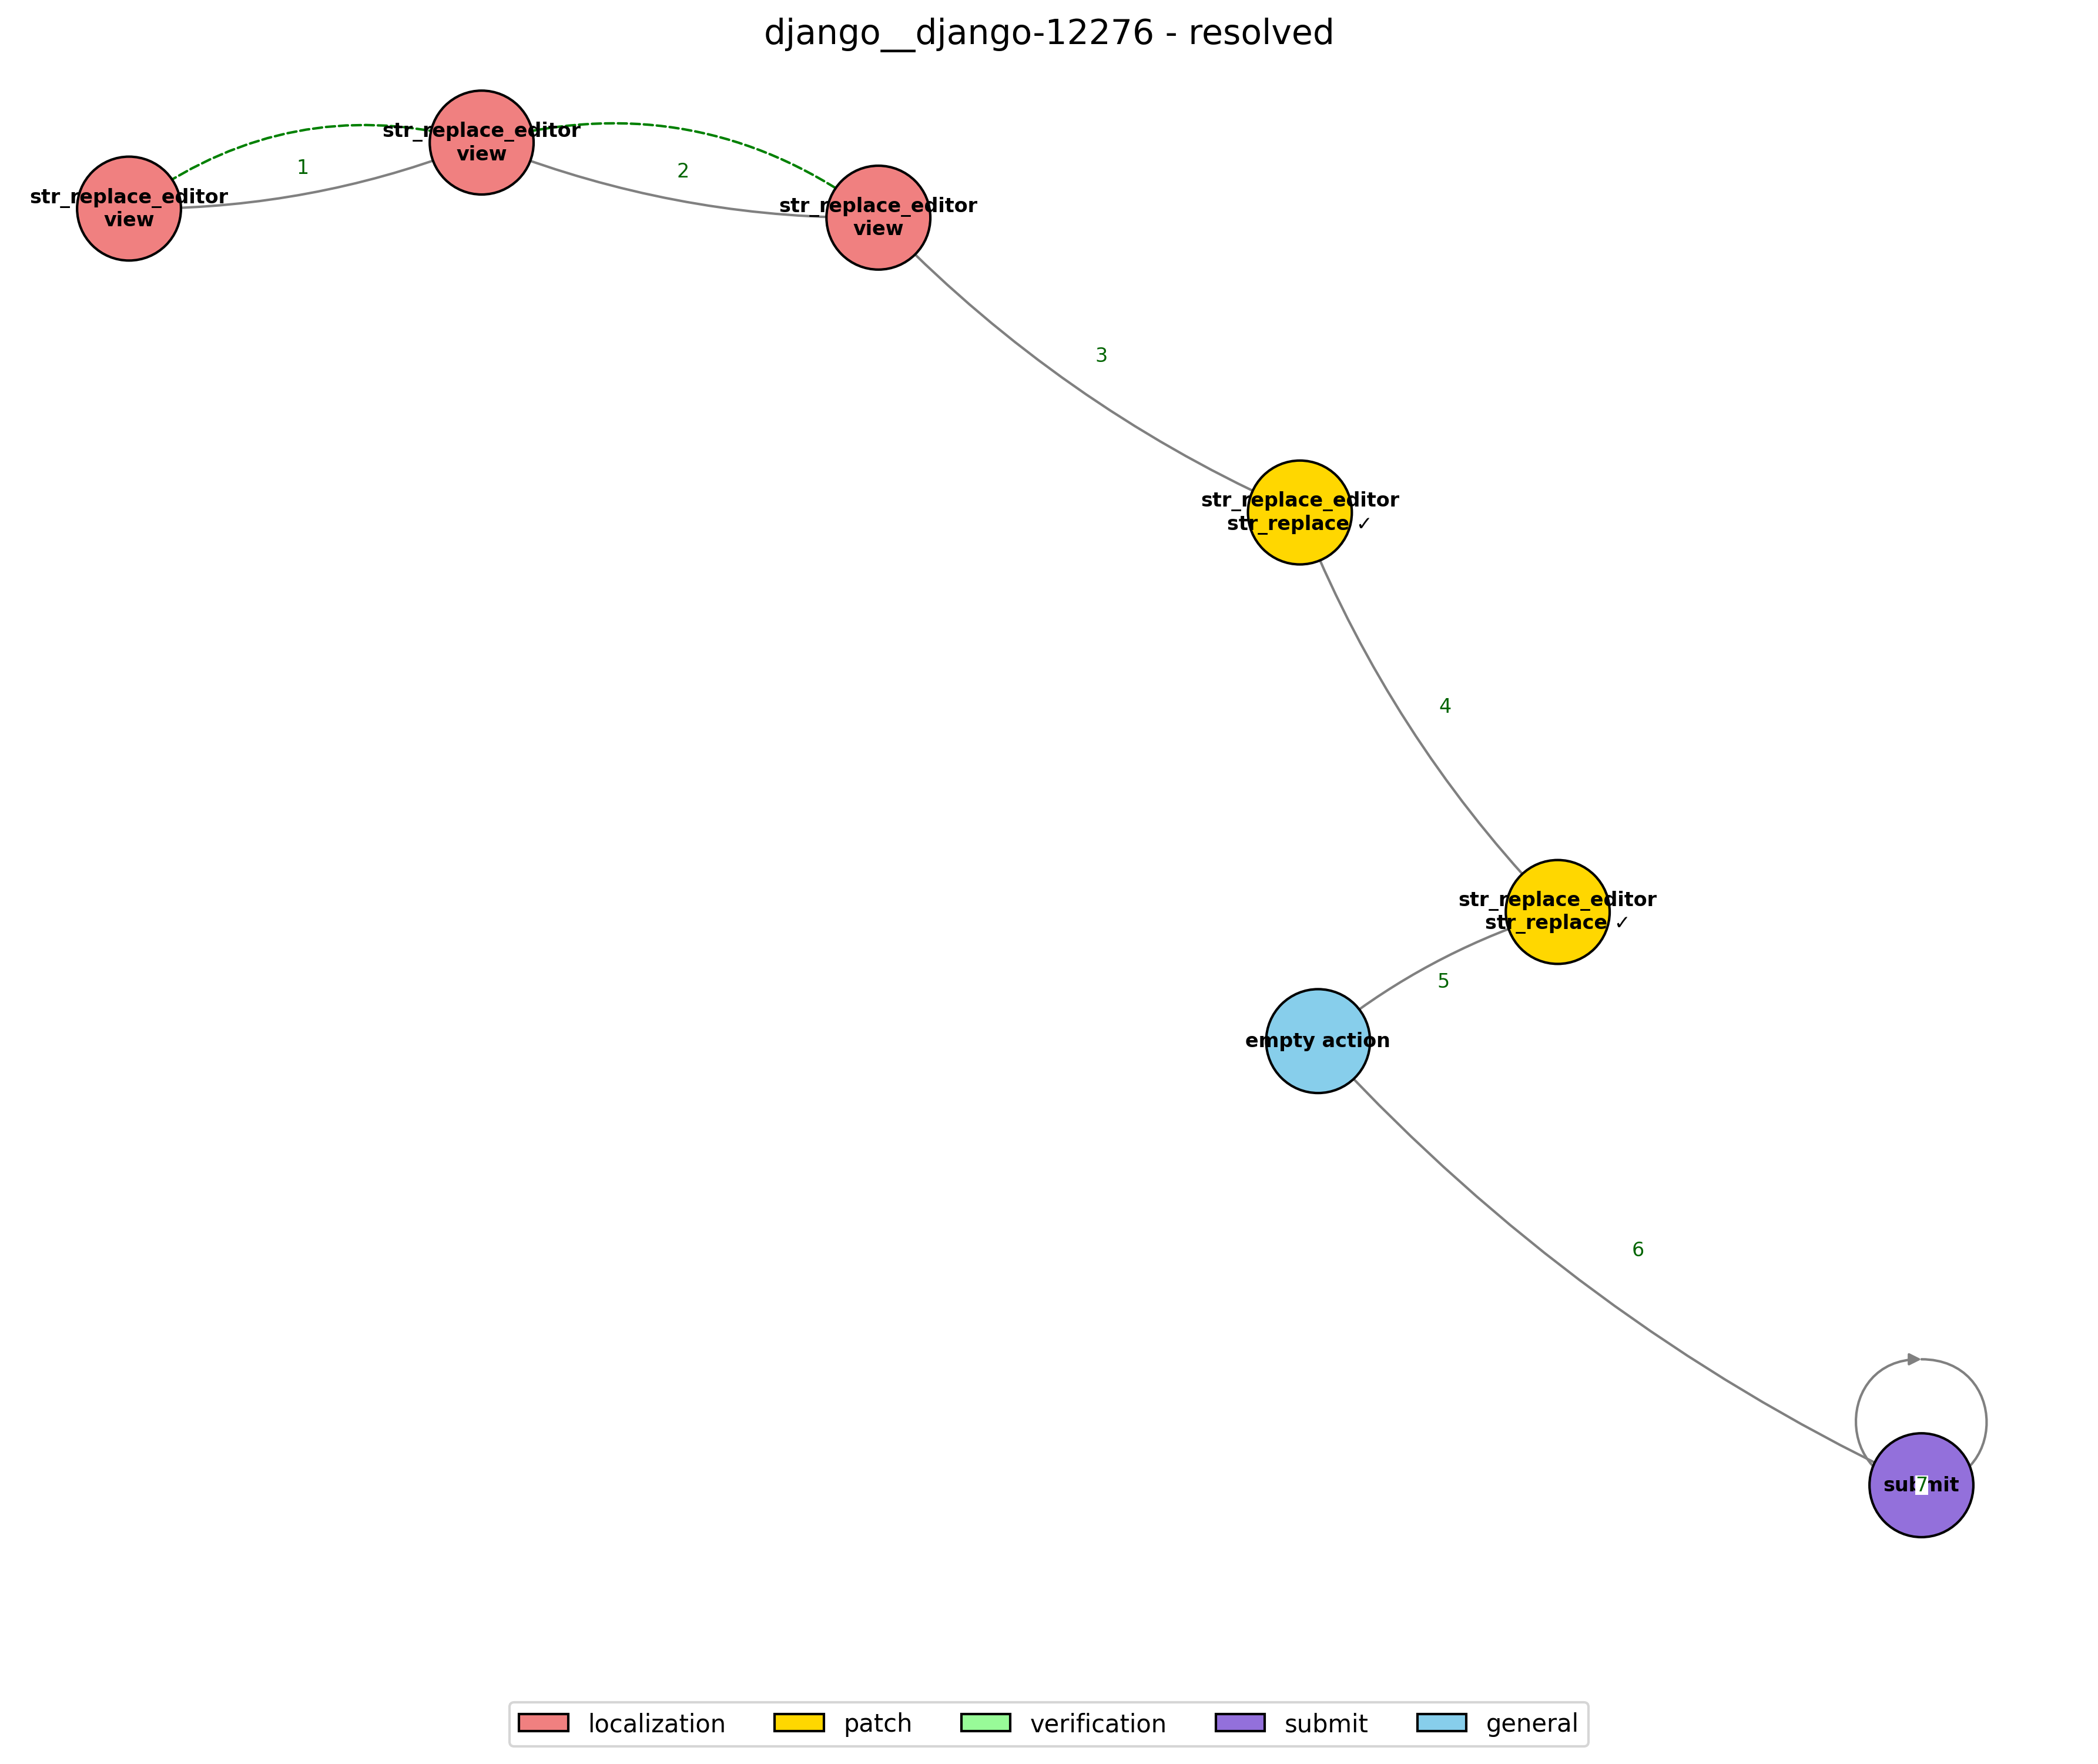 django__django-12276 - resolved
str_replace_editor
view
1
str_replace_editor
view
2
str_replace_editor
view
3
str_replace_editor
str_replace ✓
4
str_replace_editor
str_replace ✓
5
empty action
6
submit
7
localization
patch
verification
submit
general